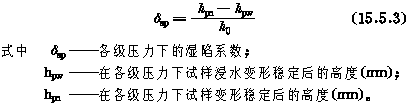 δsp = (hpn − hpw) / h0 (15.5.3)
式中 δsp——各级压力下的湿陷系数；
hpw——在各级压力下试样浸水变形稳定后的高度(mm)；
hpn——在各级压力下试样变形稳定后的高度(mm)。